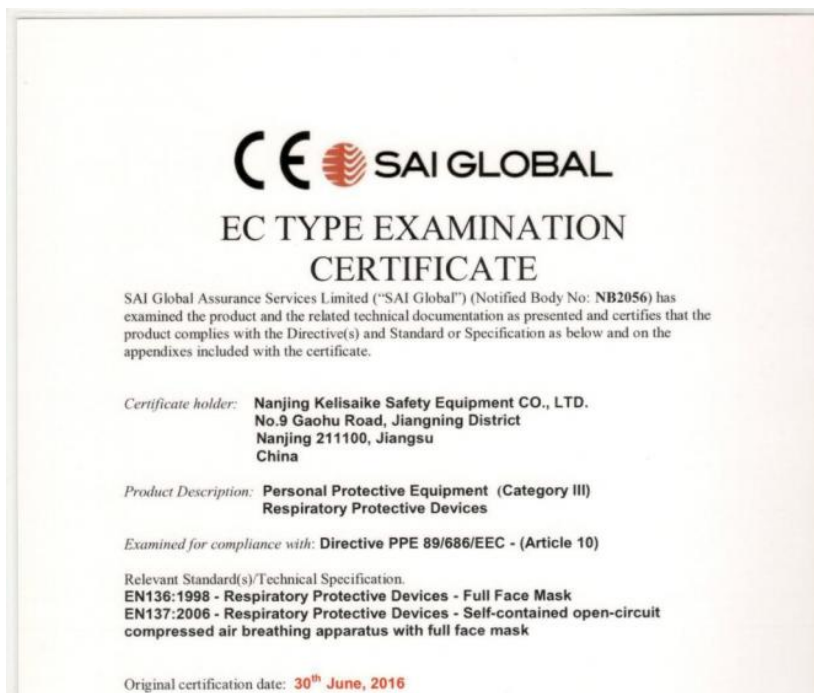 CE SAI GLOBAL
EC TYPE EXAMINATION
CERTIFICATE
SAI Global Assurance Services Limited (“SAI Global”) (Notified Body No: NB2056) has
examined the product and the related technical documentation as presented and certifies that the
product complies with the Directive(s) and Standard or Specification as below and on the
appendixes included with the certificate.
Certificate holder: Nanjing Kelisaike Safety Equipment CO., LTD.
No.9 Gaohu Road, Jiangning District
Nanjing 211100, Jiangsu
China
Product Description: Personal Protective Equipment (Category III)
Respiratory Protective Devices
Examined for compliance with: Directive PPE 89/686/EEC - (Article 10)
Relevant Standard(s)/Technical Specification.
EN136:1998 - Respiratory Protective Devices - Full Face Mask
EN137:2006 - Respiratory Protective Devices - Self-contained open-circuit
compressed air breathing apparatus with full face mask
Original certification date: 30th June, 2016